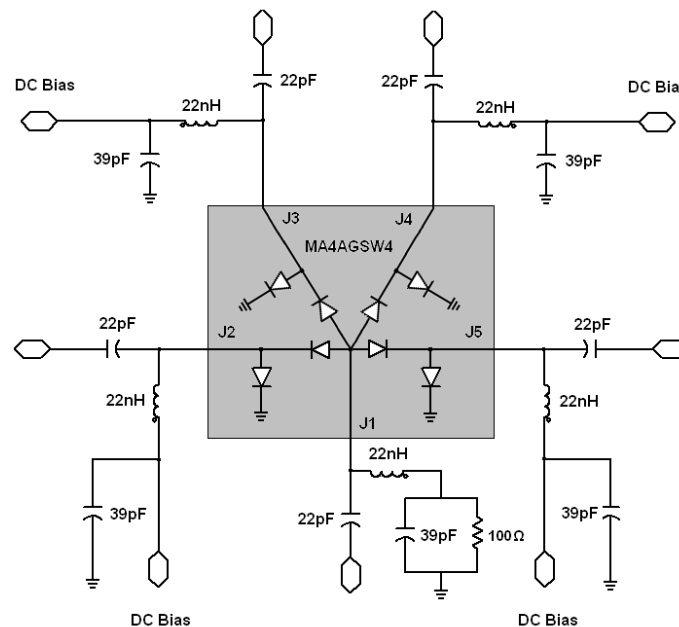 22pF
22pF
DC Bias
22nH
22nH
DC Bia
39pF
39pF
J3
J4
MA4AGSW4
22pF
J2
J5
22pF
22nH
J1
22nH
22nH
39pF
22pF
39pF
100Ω
39pF
DC Bias
DC Bias